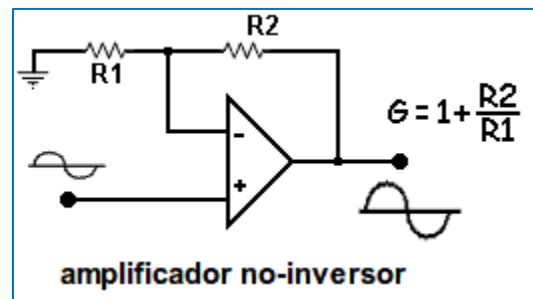 R2
R1
G = 1 + R2/R1
-
+
amplificador no-inversor